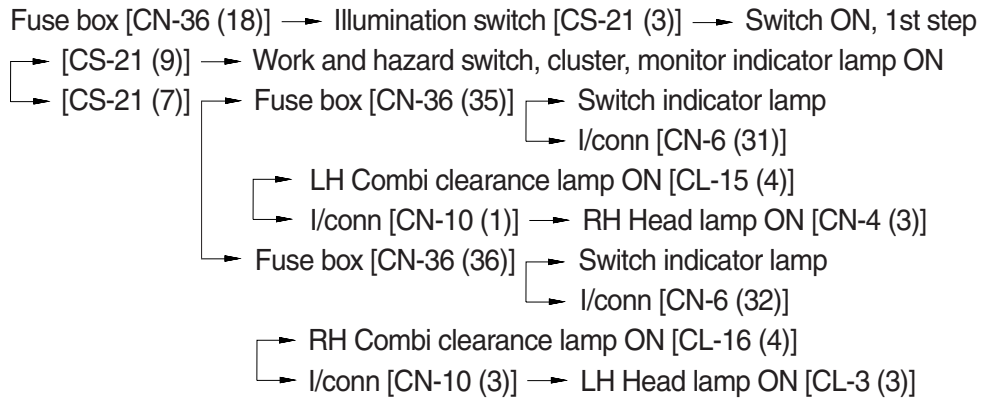 Fuse box [CN-36 (18)] → Illumination switch [CS-21 (3)] → Switch ON, 1st step
→ [CS-21 (9)] → Work and hazard switch, cluster, monitor indicator lamp ON
→ [CS-21 (7)] → Fuse box [CN-36 (35)] → Switch indicator lamp
→ I/conn [CN-6 (31)]
→ LH Combi clearance lamp ON [CL-15 (4)]
→ I/conn [CN-10 (1)] → RH Head lamp ON [CN-4 (3)]
→ Fuse box [CN-36 (36)] → Switch indicator lamp
→ I/conn [CN-6 (32)]
→ RH Combi clearance lamp ON [CL-16 (4)]
→ I/conn [CN-10 (3)] → LH Head lamp ON [CL-3 (3)]